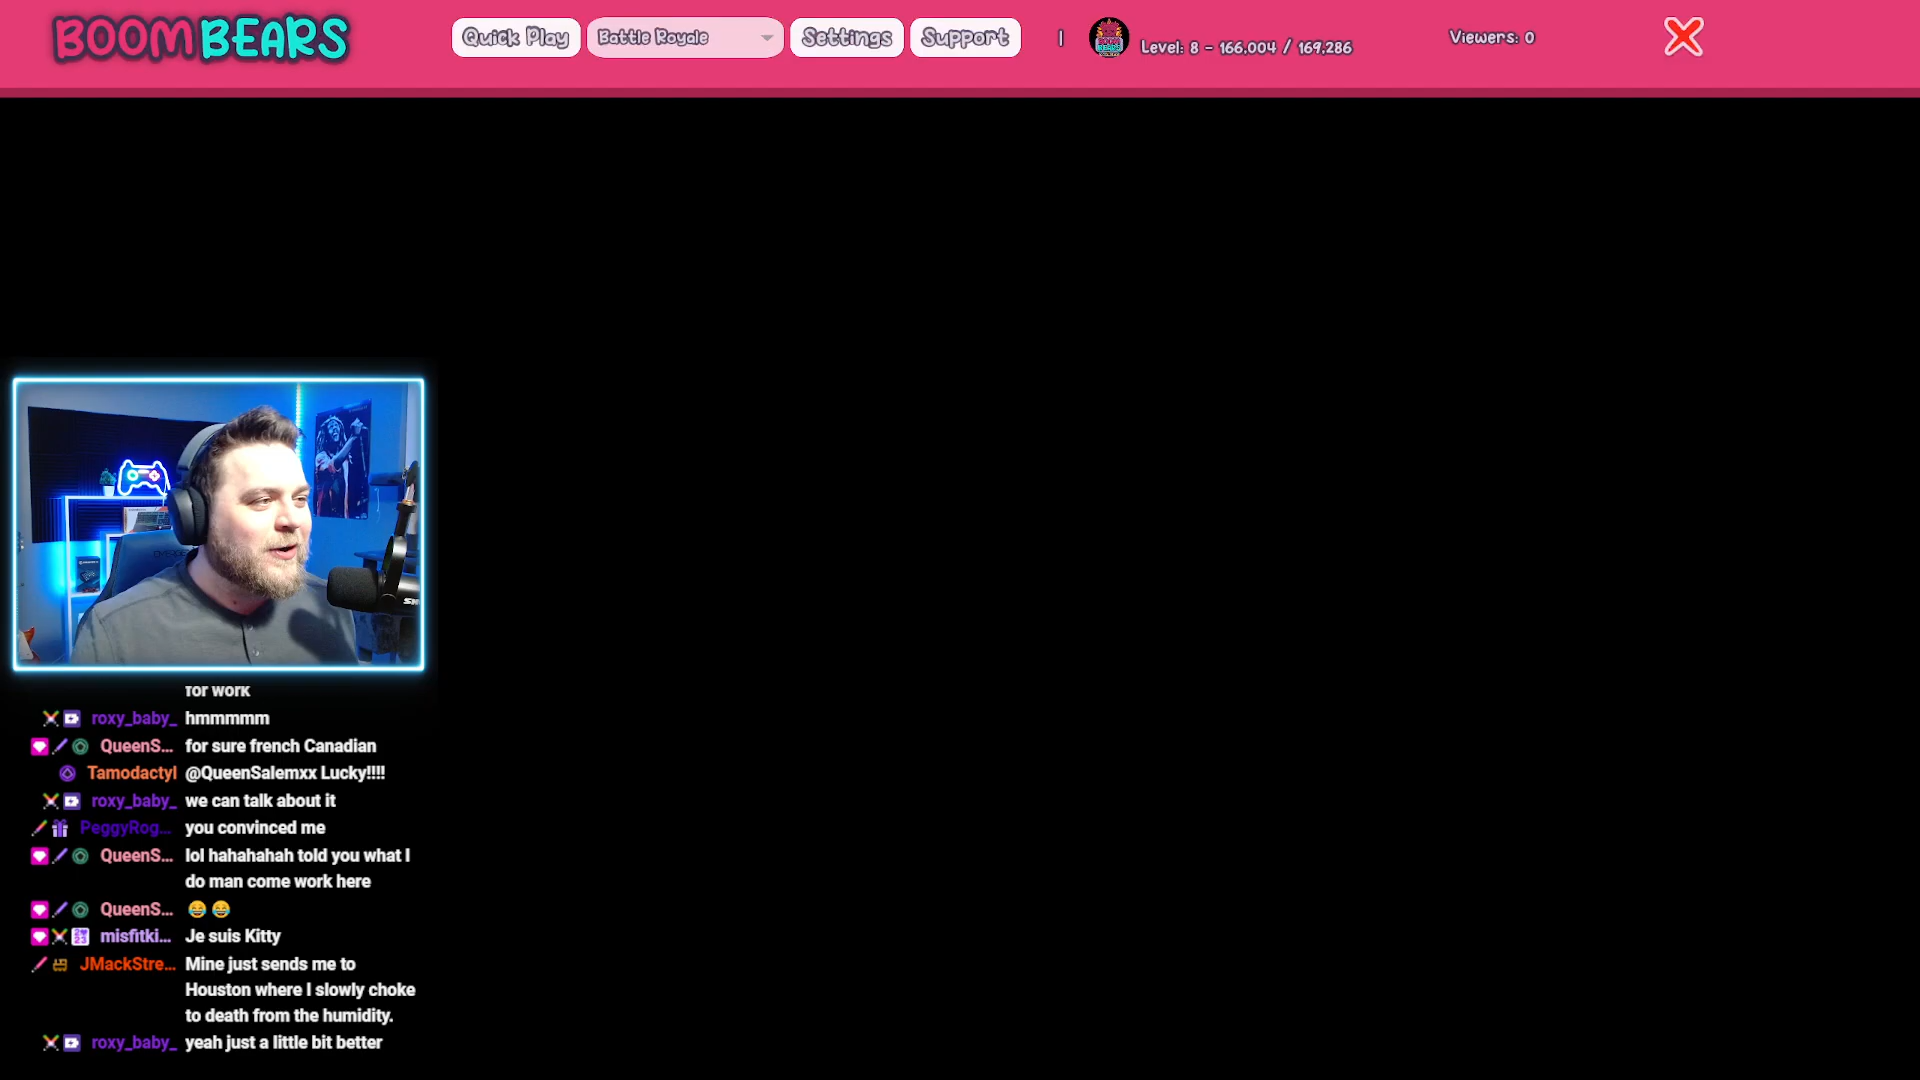 BOOMBEARS
Quick Play
Battle Royale
Settings
Support
|
Level: 8 - 166,004 / 169,286
Viewers: 0
for work
roxy_baby_ hmmmmm
QueenS... for sure french Canadian
Tamodactyl @QueenSalemxx Lucky!!!!
roxy_baby_ we can talk about it
PeggyRog... you convinced me
QueenS... lol hahahahah told you what I
do man come work here
QueenS... 😂 😂
misfitki... Je suis Kitty
JMackStre... Mine just sends me to
Houston where I slowly choke
to death from the humidity.
roxy_baby_ yeah just a little bit better